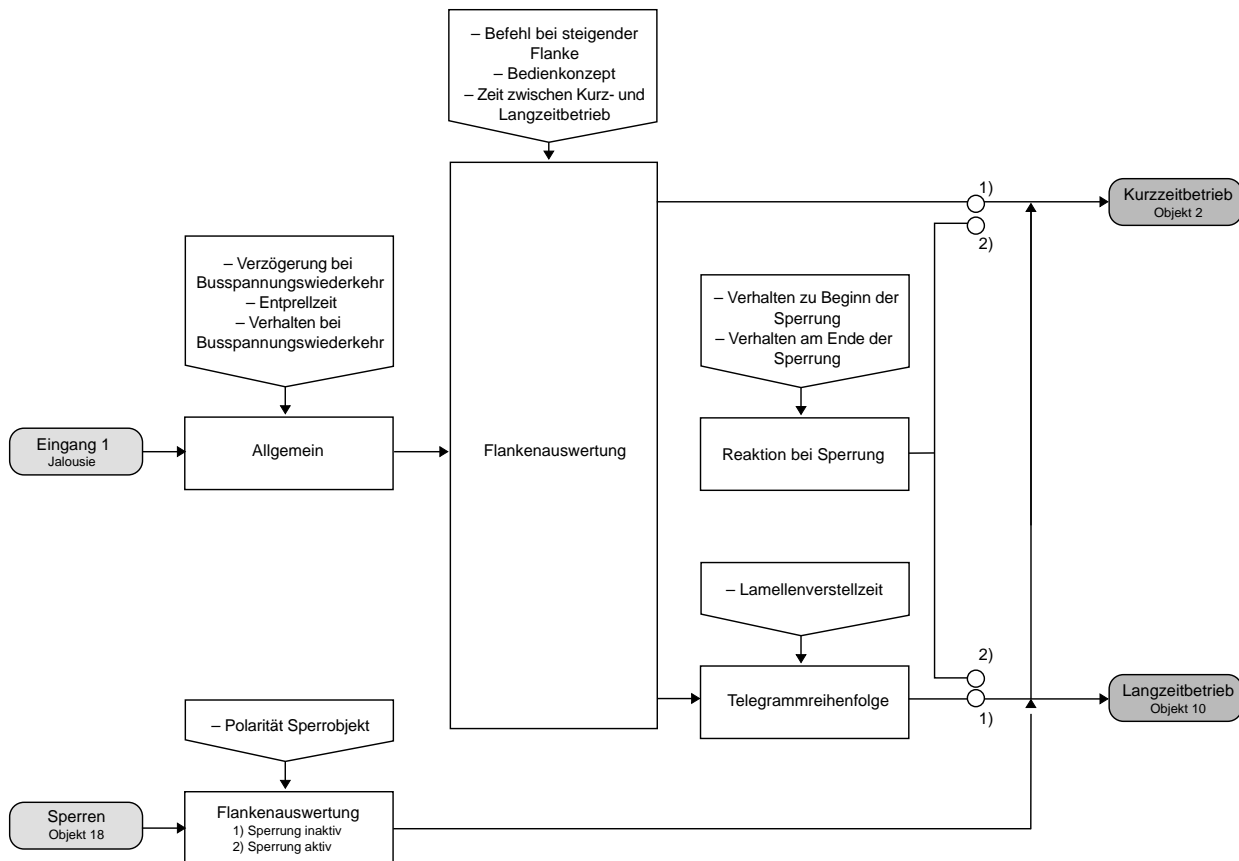 – Befehl bei steigender
Flanke
– Bedienkonzept
– Zeit zwischen Kurz- und
Langzeitbetrieb
1)
Kurzzeitbetrieb
Objekt 2
2)
– Verzögerung bei
Busspannungswiederkehr
– Entprellzeit
– Verhalten bei
Busspannungswiederkehr
– Verhalten zu Beginn der
Sperrung
– Verhalten am Ende der
Sperrung
Eingang 1
Jalousie
Allgemein
Flankenauswertung
Reaktion bei Sperrung
– Lamellenverstellzeit
2)
Telegrammreihenfolge
1)
Langzeitbetrieb
Objekt 10
– Polarität Sperrobjekt
Sperren
Objekt 18
Flankenauswertung
1) Sperrung inaktiv
2) Sperrung aktiv